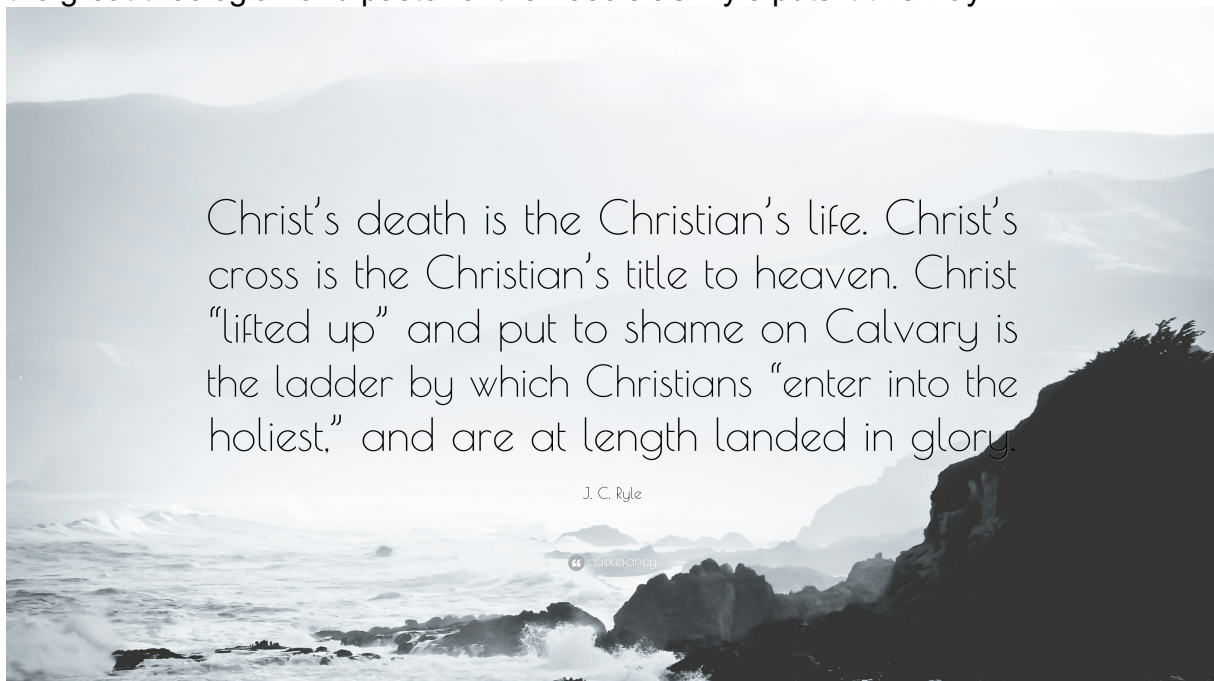 Christ’s death is the Christian’s life. Christ’s
cross is the Christian’s title to heaven. Christ
“lifted up” and put to shame on Calvary is
the ladder by which Christians “enter into the
holiest,” and are at length landed in glory.
J. C. Ryle
quotefancy